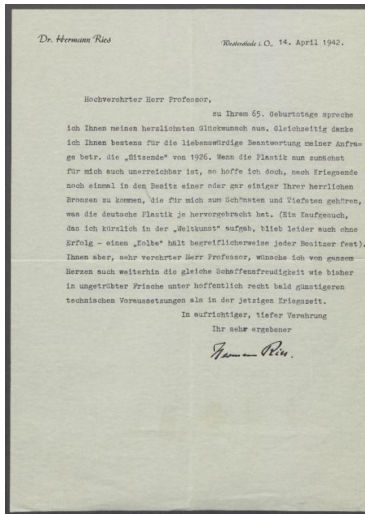 Dr. Hermann Ries
Westerstede i. O., 14. April 1942.
Hochverehrter Herr Professor,
zu Ihrem 65. Geburtstage spreche
ich Ihnen meinen herzlichsten Glückwunsch aus. Gleichzeitig danke
ich Ihnen bestens für die liebenswürdige Beantwortung meiner Anfra-
ge betr. die „Sitzende" von 1926. Wenn die Plastik nun zunächst
für mich auch unerreichbar ist, so hoffe ich doch, nach Kriegsende
noch einmal in den Besitz einer oder gar einiger Ihrer herrlichen
Bronzen zu kommen, die für mich zum Schönsten und Tiefsten gehören,
was die deutsche Plastik je hervorgebracht hat. (Ein Kaufgesuch,
das ich kürzlich in der „Weltkunst" aufgab, blieb leider auch ohne
Erfolg - einen „Kolbe" hält begreiflicherweise jeder Besitzer fest).
Ihnen aber, sehr verehrter Herr Professor, wünsche ich von ganzem
Herzen auch weiterhin die gleiche Schaffensfreudigkeit wie bisher
in ungetrübter Frische unter hoffentlich recht bald günstigeren
technischen Voraussetzungen als in der jetzigen Kriegszeit.
In aufrichtiger, tiefer Verehrung
Ihr sehr ergebener
Hermann Ries.